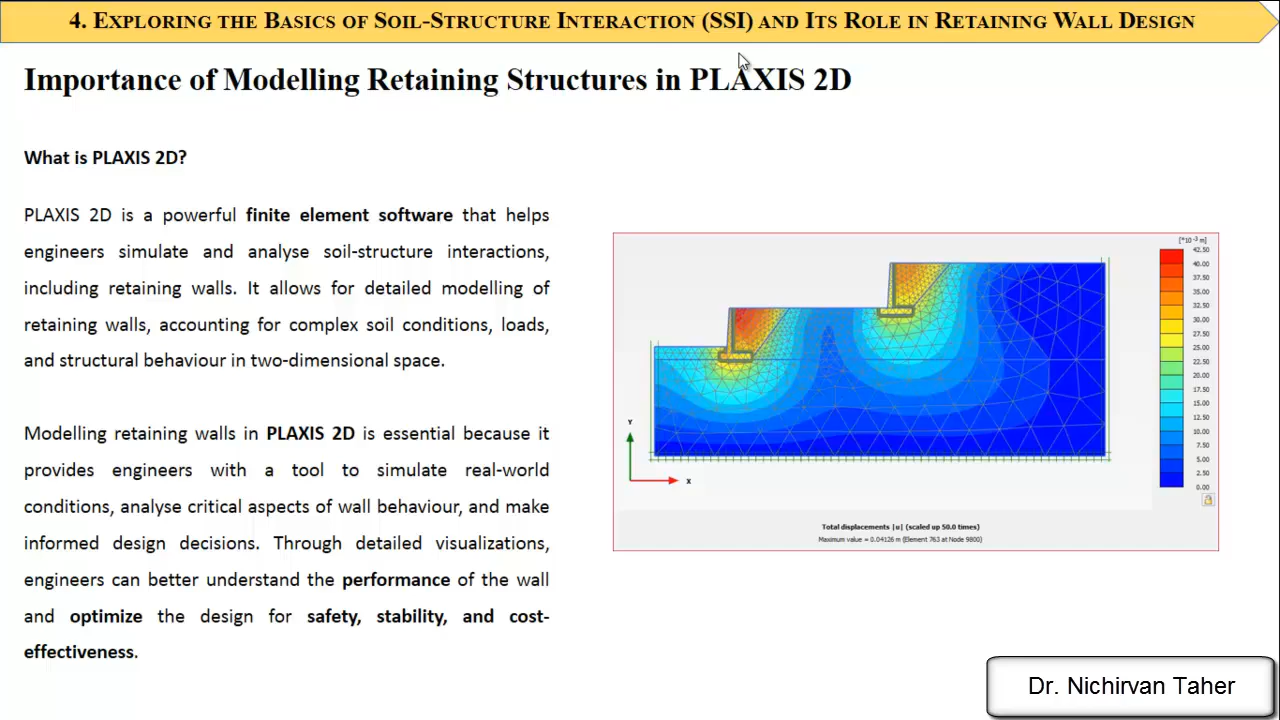 4. Exploring the Basics of Soil-Structure Interaction (SSI) and Its Role in Retaining Wall Design
Importance of Modelling Retaining Structures in PLAXIS 2D
What is PLAXIS 2D?
PLAXIS 2D is a powerful finite element software that helps
engineers simulate and analyse soil-structure interactions,
including retaining walls. It allows for detailed modelling of
retaining walls, accounting for complex soil conditions, loads,
and structural behaviour in two-dimensional space.
Modelling retaining walls in PLAXIS 2D is essential because it
provides engineers with a tool to simulate real-world
conditions, analyse critical aspects of wall behaviour, and make
informed design decisions. Through detailed visualizations,
engineers can better understand the performance of the wall
and optimize the design for safety, stability, and cost-
effectiveness.
[*10⁻³ m]
42.50
40.00
37.50
35.00
32.50
30.00
27.50
25.00
22.50
20.00
17.50
15.00
12.50
10.00
7.50
5.00
2.50
0.00
Y
X
Total displacements |u| (scaled up 50.0 times)
Maximum value = 0.04126 m (Element 763 at Node 9800)
Dr. Nichirvan Taher